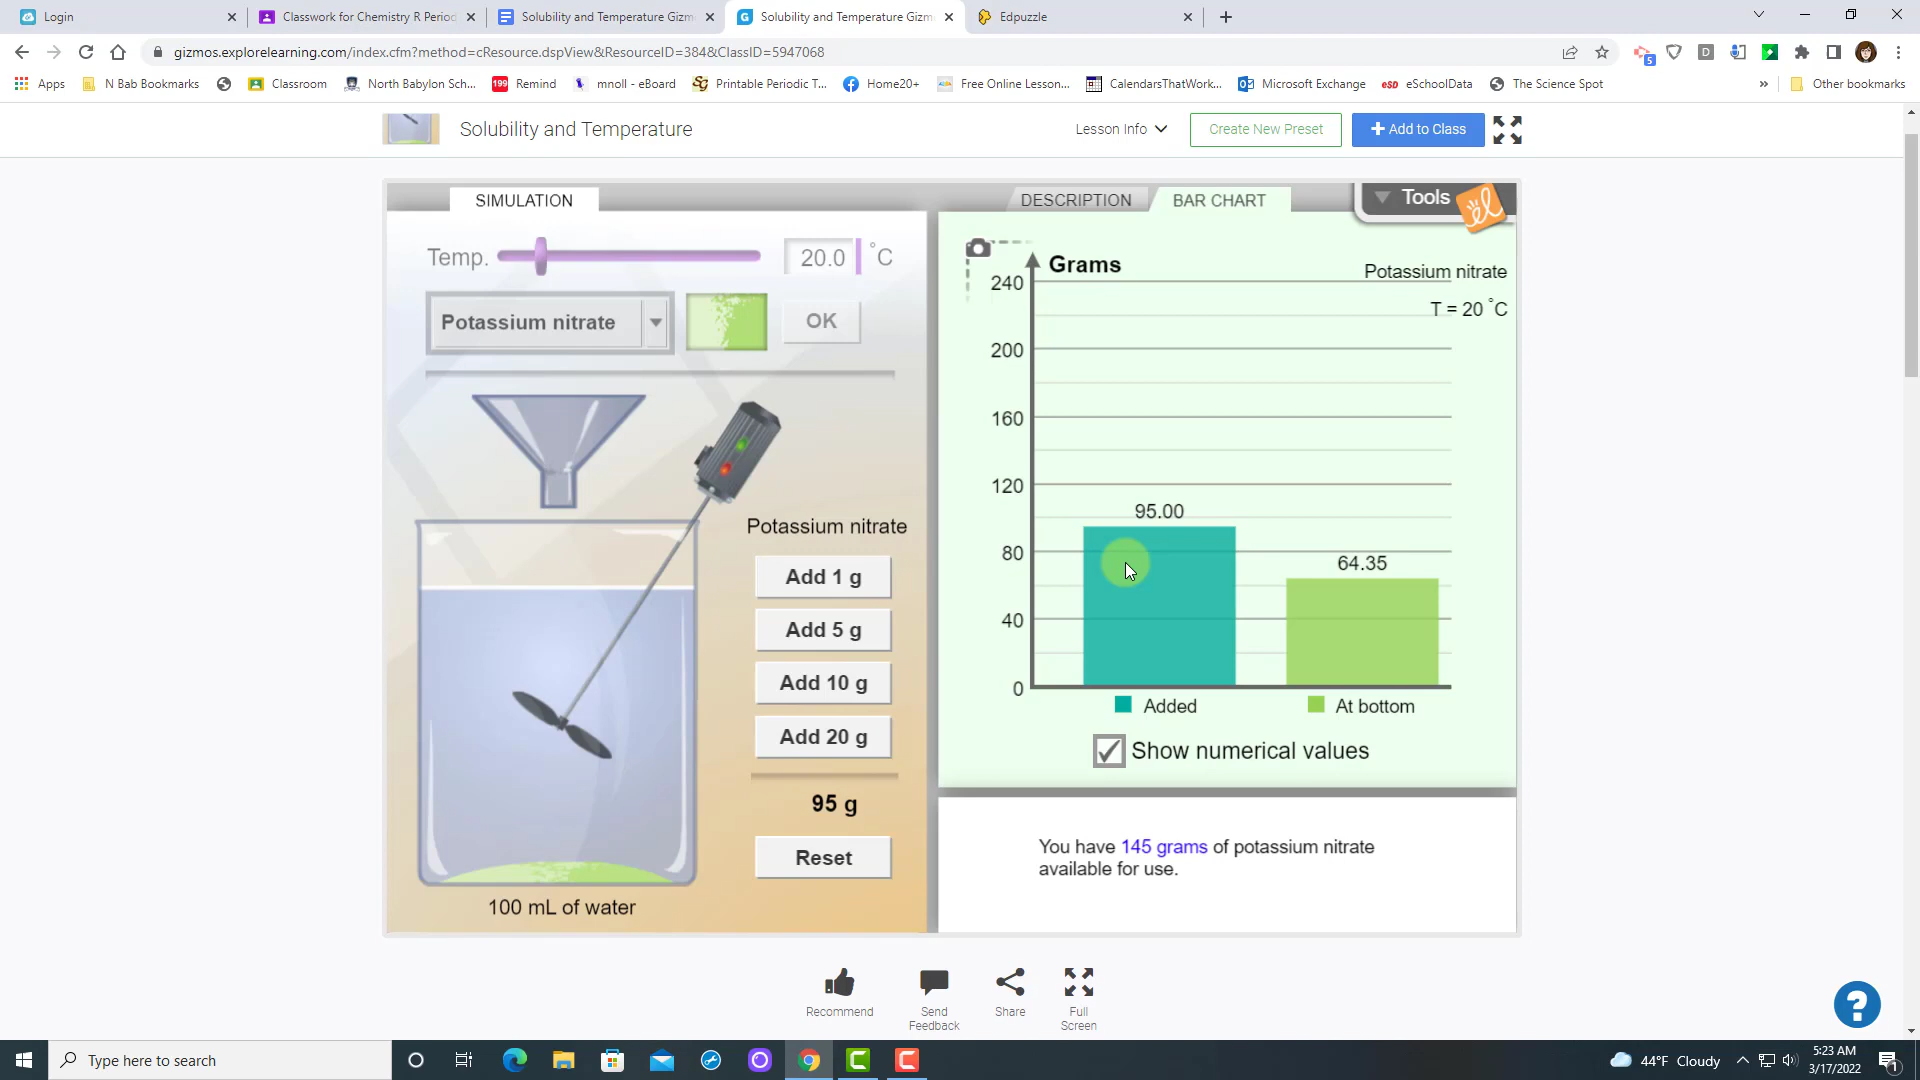 Login
Classwork for Chemistry R Period
Solubility and Temperature Gizm
Solubility and Temperature Gizm
Edpuzzle
gizmos.explorelearning.com/index.cfm?method=cResource.dspView&ResourceID=384&ClassID=5947068
5
D
Apps
N Bab Bookmarks
Classroom
North Babylon Sch...
199
Remind
mnoll - eBoard
Printable Periodic T...
Home20+
Free Online Lesson...
CalendarsThatWork...
Microsoft Exchange
esd
eSchoolData
The Science Spot
»
Other bookmarks
Solubility and Temperature
Lesson Info
Create New Preset
+ Add to Class
SIMULATION
DESCRIPTION
BAR CHART
Tools
el
Temp.
20.0
°C
Potassium nitrate
OK
Potassium nitrate
Add 1 g
Add 5 g
Add 10 g
Add 20 g
95 g
Reset
100 mL of water
Grams
Potassium nitrate
T = 20 °C
240
200
160
120
80
40
0
95.00
64.35
Added
At bottom
Show numerical values
You have 145 grams of potassium nitrate
available for use.
Recommend
Send
Feedback
Share
Full
Screen
?
Type here to search
44°F Cloudy
5:23 AM
3/17/2022
1